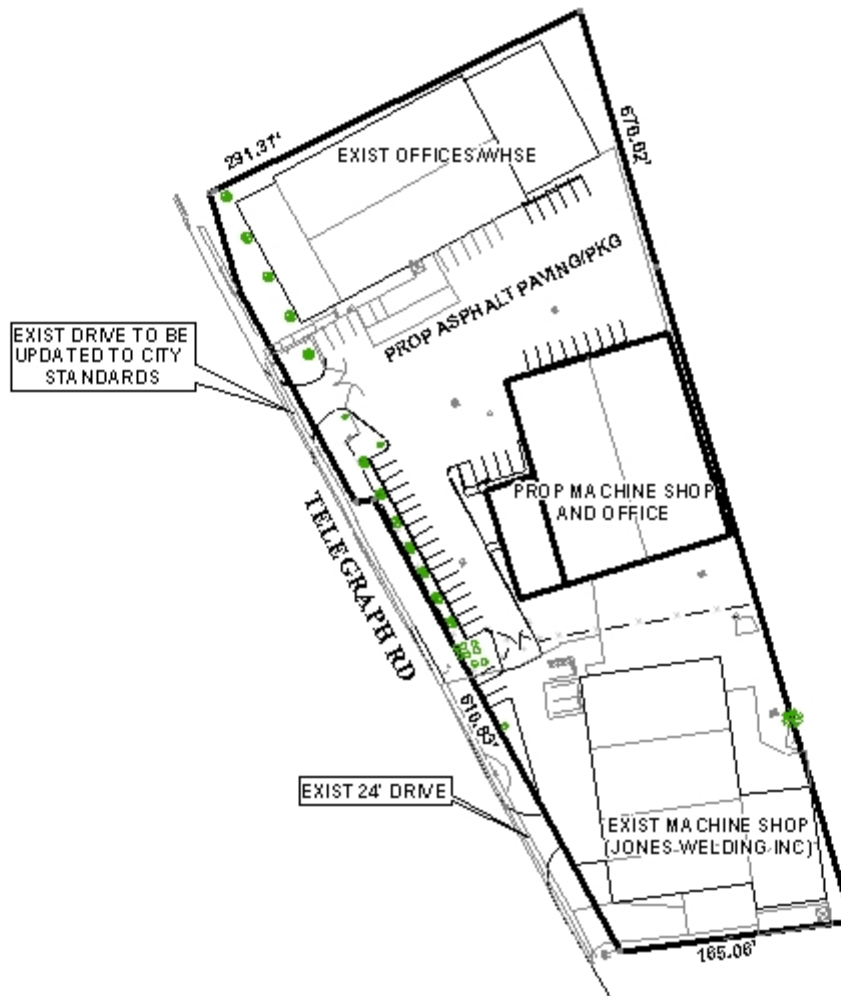 291.31'
670.02'
EXIST OFFICES/WHSE
PROP ASPHALT PAVING/PKG
EXIST DRIVE TO BE
UPDATED TO CITY
STANDARDS
PROP MACHINE SHOP
AND OFFICE
TELEGRAPH RD
610.83'
EXIST 24' DRIVE
EXIST MACHINE SHOP
(JONES WELDING INC)
165.06'